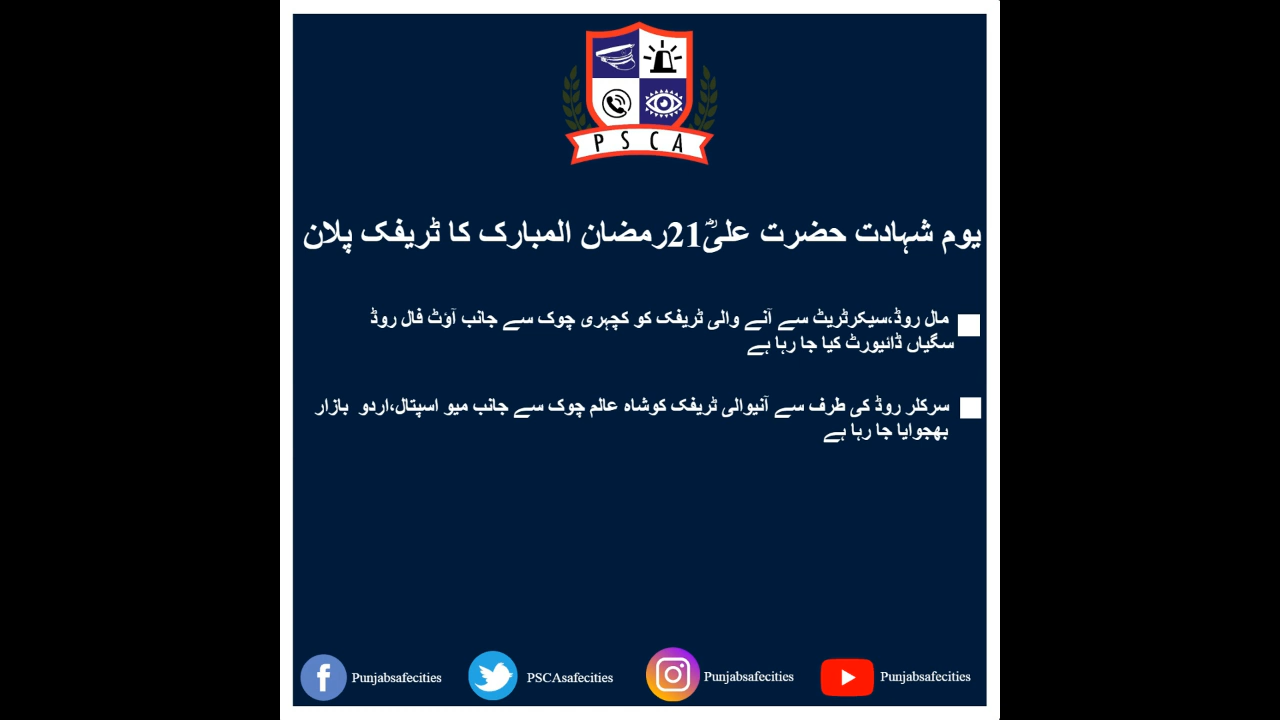 PSCA
یوم شہادت حضرت علیؓ21رمضان المبارک کا ٹریفک پلان
مال روڈ،سیکرٹریٹ سے آنے والی ٹریفک کو کچہری چوک سے جانب آؤٹ فال روڈ
سگیاں ڈائیورٹ کیا جا رہا ہے
سرکلر روڈ کی طرف سے آنیوالی ٹریفک کوشاہ عالم چوک سے جانب میو اسپتال،اردو بازار
بھجوایا جا رہا ہے
Punjabsafecities PSCAsafecities Punjabsafecities Punjabsafecities